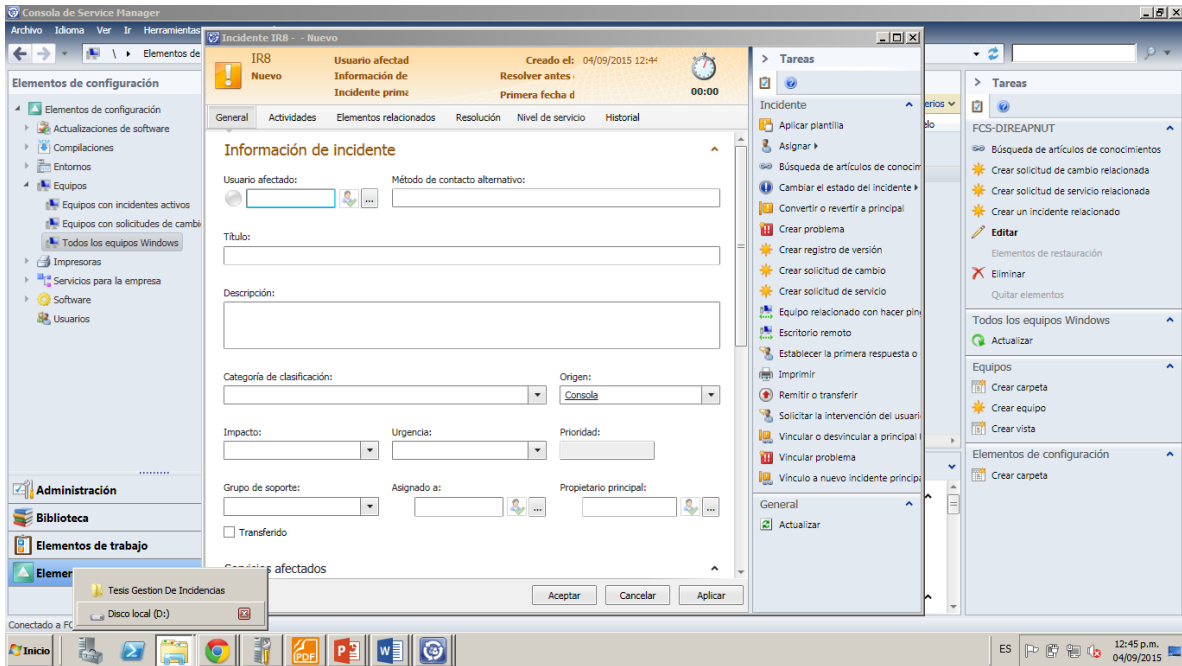 Consola de Service Manager
Archivo Idioma Ver Ir Herramientas
\ Elementos de
Elementos de configuración
Elementos de configuración
Actualizaciones de software
Compilaciones
Entornos
Equipos
Equipos con incidentes activos
Equipos con solicitudes de cambi
Todos los equipos Windows
Impresoras
Servicios para la empresa
Software
Usuarios
Administración
Biblioteca
Elementos de trabajo
Elemen
Conectado a FC
Tesis Gestion De Incidencias
Disco local (D:)
Incidente IR8 - - Nuevo
IR8
Nuevo
Usuario afectad
Información de
Incidente prima
Creado el: 04/09/2015 12:44
Resolver antes
Primera fecha d
00:00
General Actividades Elementos relacionados Resolución Nivel de servicio Historial
Información de incidente
Usuario afectado: Método de contacto alternativo:
...
Título:
Descripción:
Categoría de clasificación: Origen:
Consola
Impacto: Urgencia: Prioridad:
Grupo de soporte: Asignado a: Propietario principal:
... ...
Transferido
Servicios afectados
Aceptar Cancelar Aplicar
Tareas
Incidente
Aplicar plantilla
Asignar
Búsqueda de artículos de conocim
Cambiar el estado del incidente
Convertir o revertir a principal
Crear problema
Crear registro de versión
Crear solicitud de cambio
Crear solicitud de servicio
Equipo relacionado con hacer pin
Escritorio remoto
Establecer la primera respuesta o
Imprimir
Remitir o transferir
Solicitar la intervención del usuari
Vincular o desvincular a principal
Vincular problema
Vínculo a nuevo incidente principa
General
Actualizar
erios
elo
Tareas
FCS-DIREAPNUT
Búsqueda de artículos de conocimientos
Crear solicitud de cambio relacionada
Crear solicitud de servicio relacionada
Crear un incidente relacionado
Editar
Elementos de restauración
Eliminar
Quitar elementos
Todos los equipos Windows
Actualizar
Equipos
Crear carpeta
Crear equipo
Crear vista
Elementos de configuración
Crear carpeta
Inicio
PDF
ES
12:45 p.m.
04/09/2015